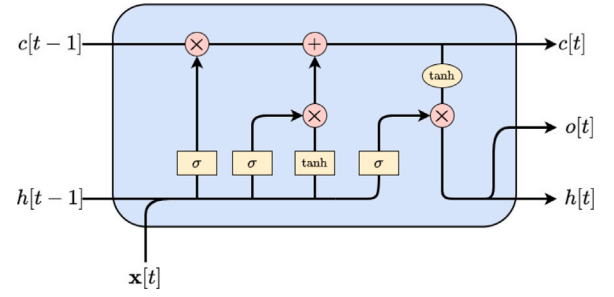 c[t − 1] × + c[t]
tanh
× × o[t]
σ σ tanh σ
h[t − 1] h[t]
x[t]